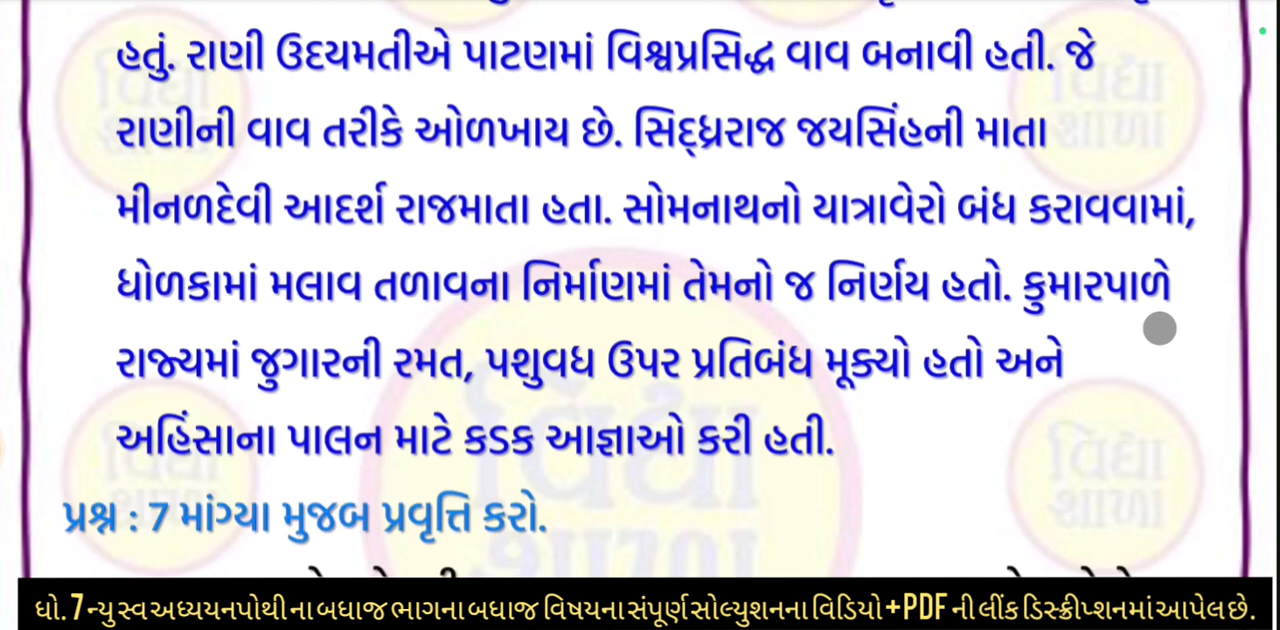 હતું. રાણી ઉદયમતીએ પાટણમાં વિશ્વપ્રસિદ્ધ વાવ બનાવી હતી. જે
રાણીની વાવ તરીકે ઓળખાય છે. સિદ્ધરાજ જયસિંહની માતા
મીનળદેવી આદર્શ રાજમાતા હતા. સોમનાથનો યાત્રાવેરો બંધ કરાવવામાં,
ધોળકામાં મલાવ તળાવના નિર્માણમાં તેમનો જ નિર્ણય હતો. કુમારપાળે
રાજ્યમાં જુગારની રમત, પશુવધ ઉપર પ્રતિબંધ મૂક્યો હતો અને
અહિંસાના પાલન માટે કડક આજ્ઞાઓ કરી હતી.
પ્રશ્ન : 7 માંગ્યા મુજબ પ્રવૃત્તિ કરો.
ધો. 7 ન્યુ સ્વ અધ્યયનપોથી ના બધાજ ભાગના બધાજ વિષયના સંપૂર્ણ સોલ્યુશનના વિડિયો + PDF ની લીંક ડિસ્ક્રીપ્શનમાં આપેલ છે.
વિદ્યા
શાળા